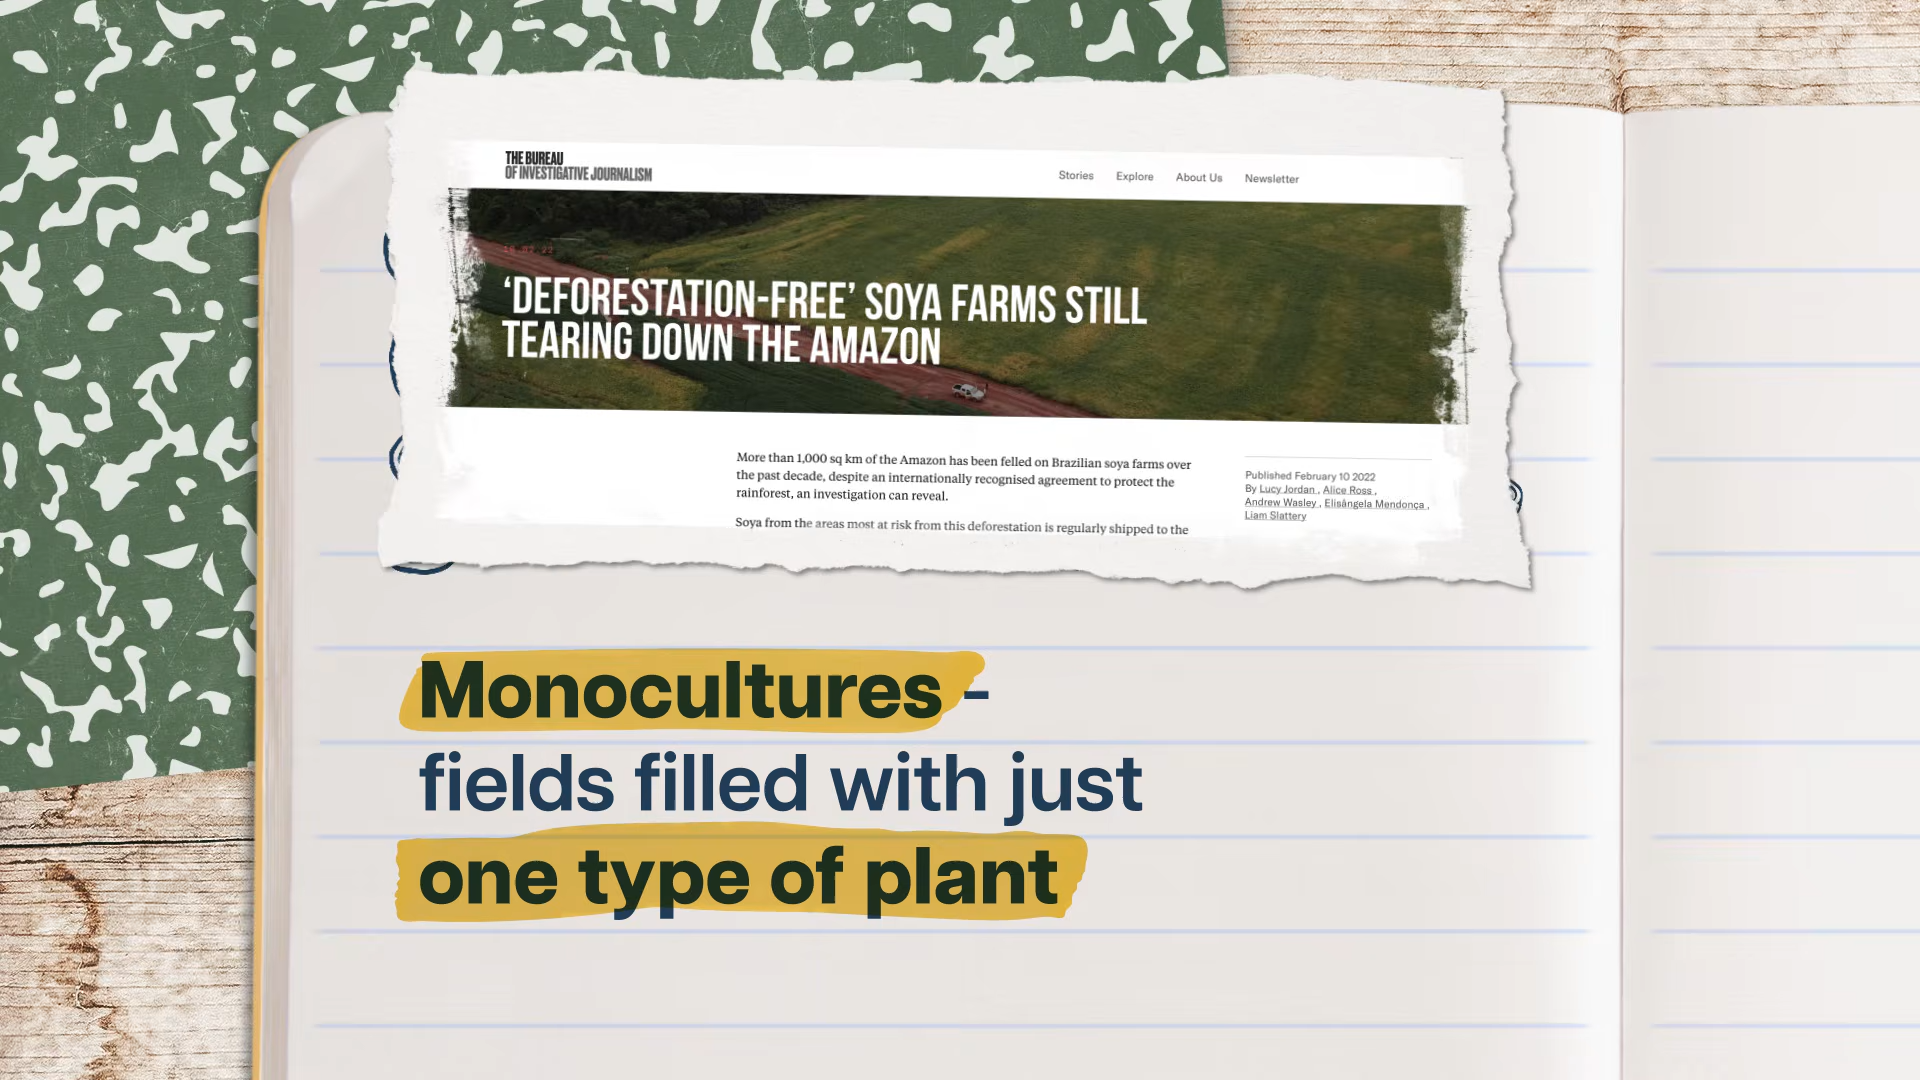 THE BUREAU
OF INVESTIGATIVE JOURNALISM
Stories Explore About Us Newsletter
‘DEFORESTATION-FREE’ SOYA FARMS STILL
TEARING DOWN THE AMAZON
More than 1,000 sq km of the Amazon has been felled on Brazilian soya farms over
the past decade, despite an internationally recognised agreement to protect the
rainforest, an investigation can reveal.
Soya from the areas most at risk from this deforestation is regularly shipped to the
Published February 10 2022
By Lucy Jordan , Alice Ross ,
Andrew Wasley , Elisângela Mendonça ,
Liam Slattery
Monocultures -
fields filled with just
one type of plant